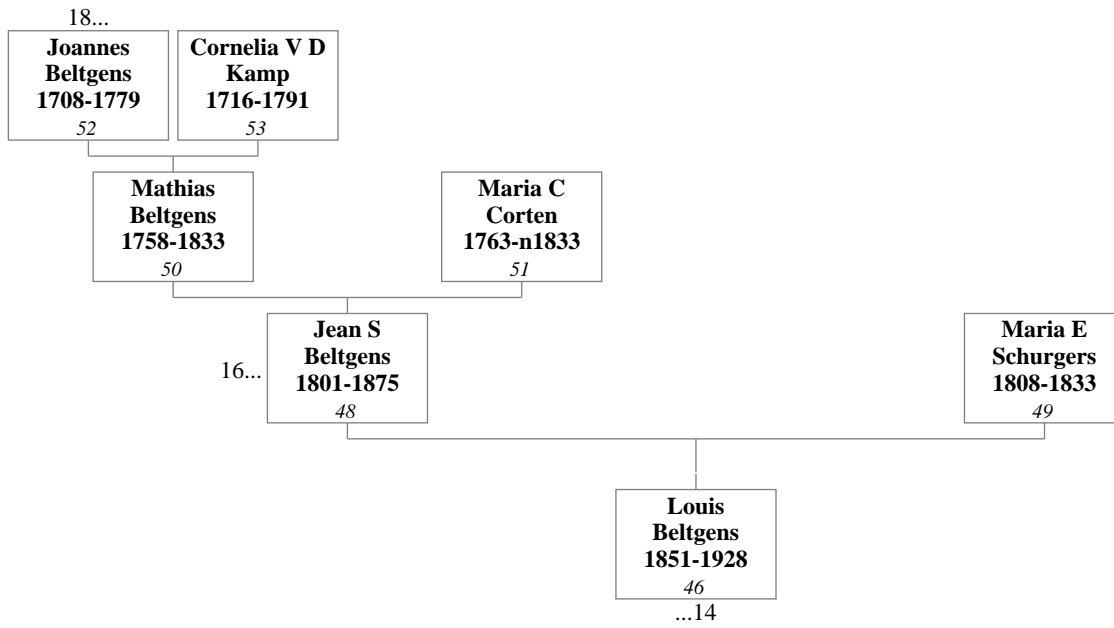 18...
Joannes
Beltgens
1708-1779
52
Cornelia V D
Kamp
1716-1791
53
Mathias
Beltgens
1758-1833
50
Maria C
Corten
1763-n1833
51
16...
Jean S
Beltgens
1801-1875
48
Maria E
Schurgers
1808-1833
49
Louis
Beltgens
1851-1928
46
...14